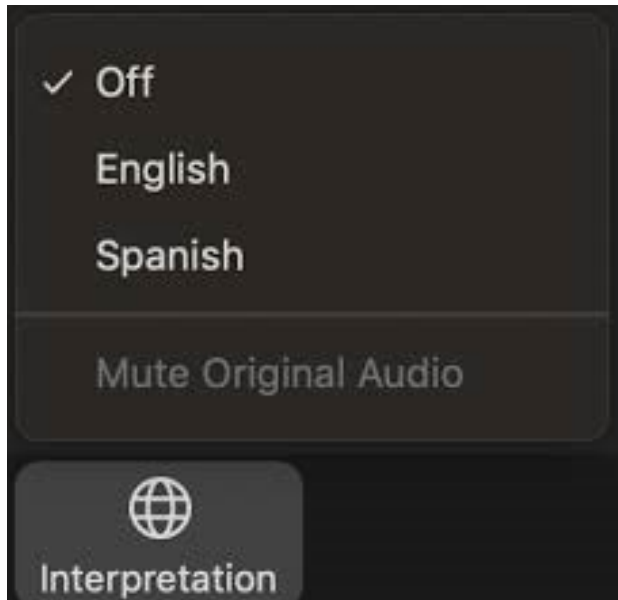 Off
English
Spanish
Mute Original Audio
Interpretation